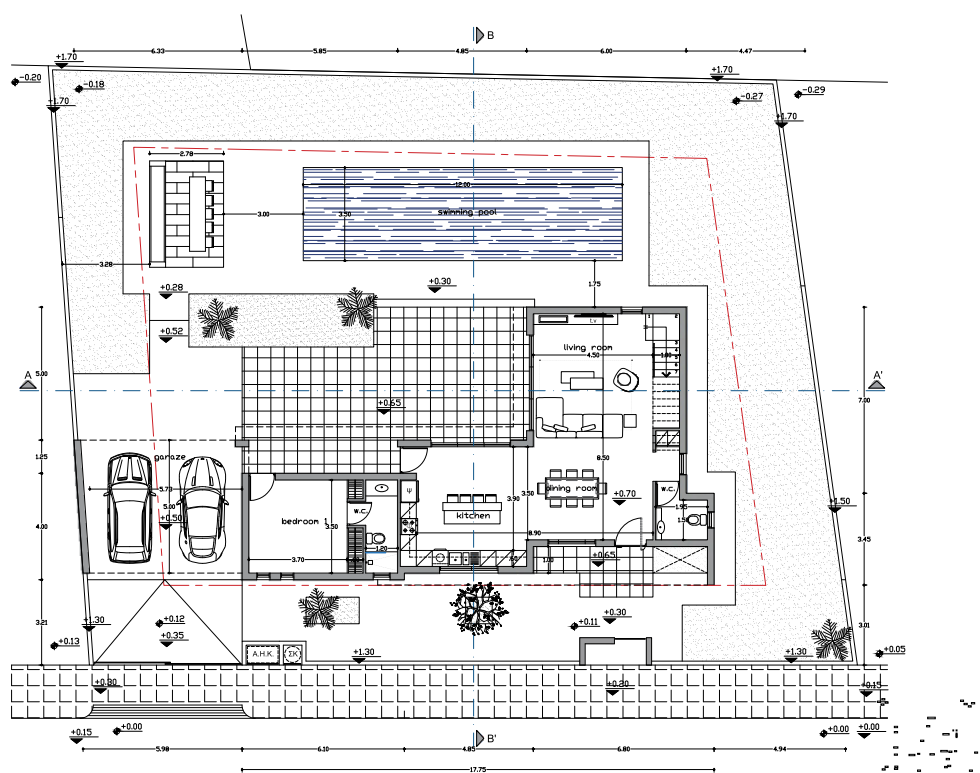 B
6.33 5.85 4.85 6.00 4.47
+1.70 +1.70
-0.20 -0.18 -0.27 -0.29
+1.70 +1.70
2.78
12.00
3.00 3.50 swimming pool
3.28
+0.28 +0.30 1.75
+0.52
t.v
living room
4.50 1.00
A A'
5.00 7.00
+0.65
garaze
1.25 8.50
5.73
5.00
dining room
w.c.
3.90 3.50
+0.70
1.95
+1.50
+0.50
bedroom 1
3.50
w.c.
kitchen
4.00 8.90
3.45
3.70 1.20 1.00 +0.65
3.21 +0.12 +0.30 3.01
+1.30 +0.11
+0.13 +0.35 +0.05
A.H.K. ΣΚ +1.30 +1.30
+0.30 +0.20 +0.15
+0.15 +0.00 +0.00 +0.00
B'
5.98 6.10 4.85 6.80 4.94
17.75